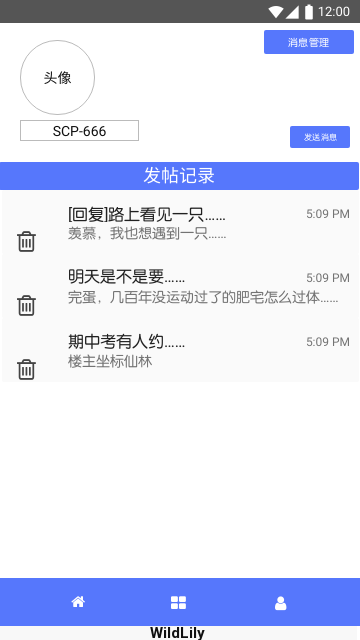 12:00
消息管理
头像
SCP-666
发送消息
发帖记录
[回复]路上看见一只…… 5:09 PM
羡慕，我也想遇到一只……
明天是不是要…… 5:09 PM
完蛋，几百年没运动过了的肥宅怎么过体……
期中考有人约…… 5:09 PM
楼主坐标仙林
WildLily